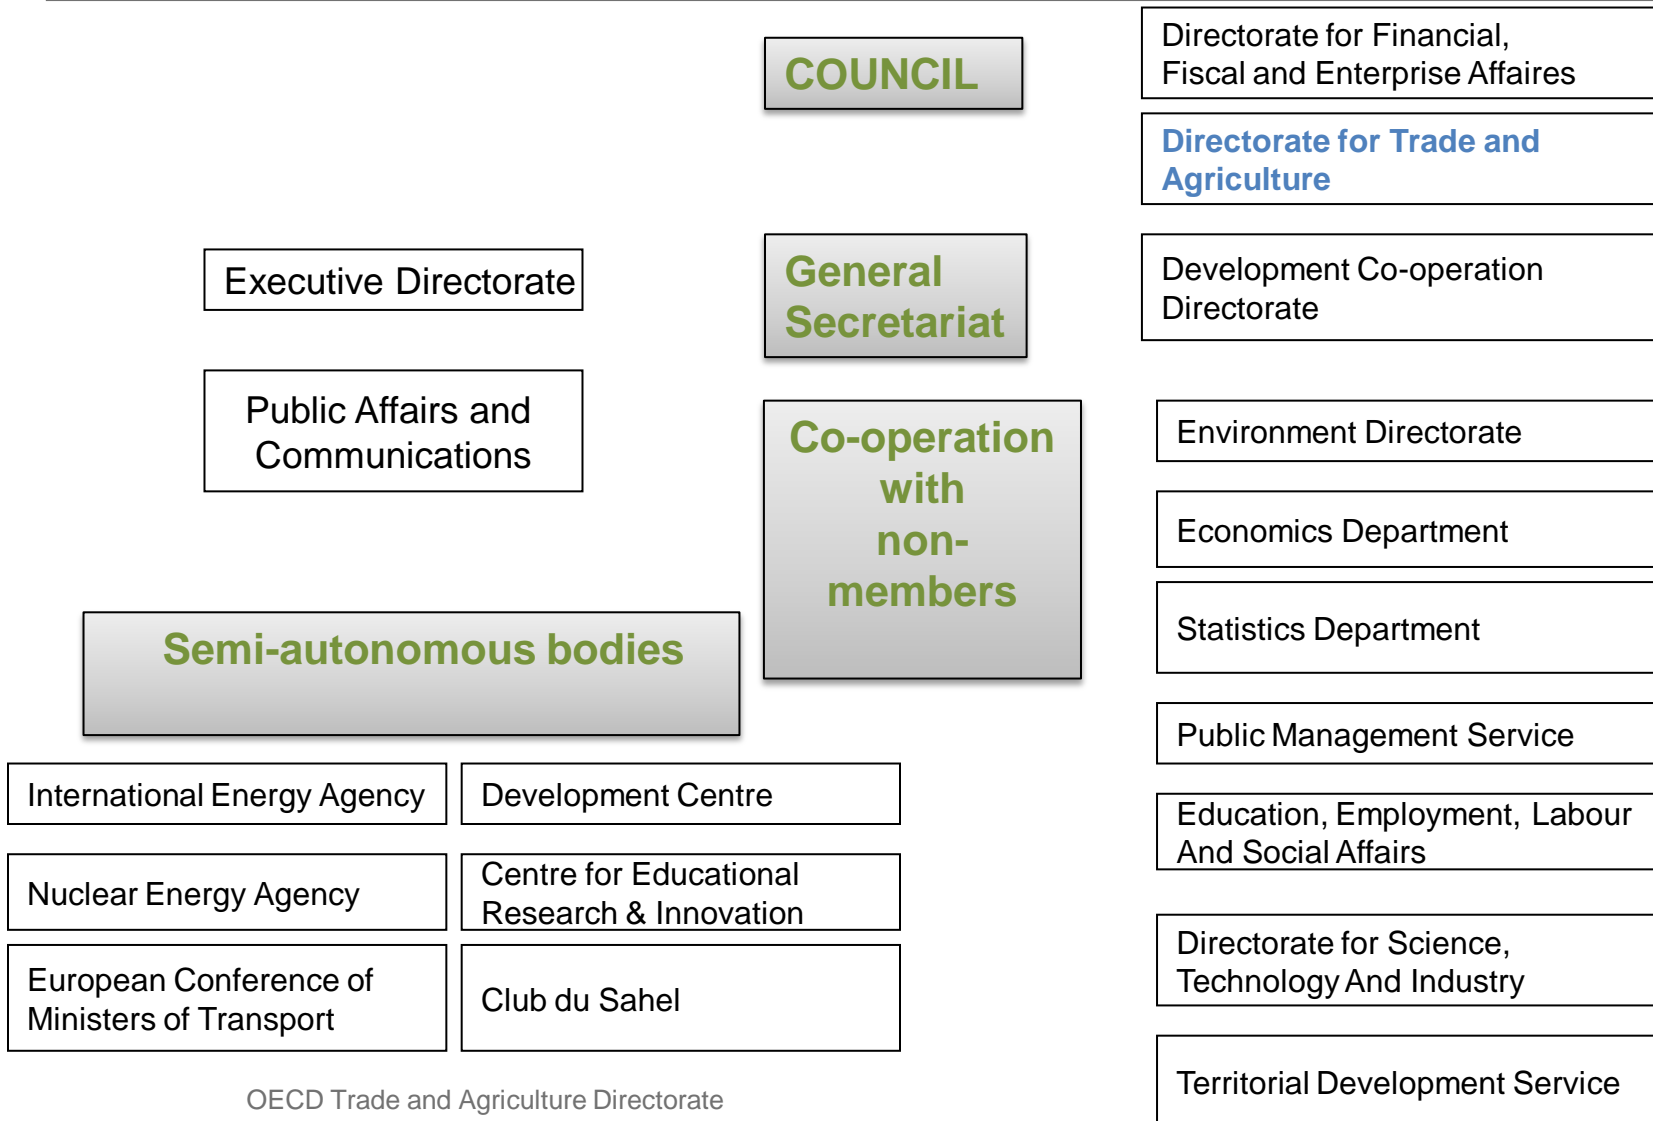 COUNCIL
Directorate for Financial,
Fiscal and Enterprise Affaires
Directorate for Trade and
Agriculture
Executive Directorate
General
Secretariat
Development Co-operation
Directorate
Public Affairs and
Communications
Co-operation
with
non-
members
Environment Directorate
Economics Department
Statistics Department
Semi-autonomous bodies
Public Management Service
International Energy Agency
Development Centre
Education, Employment, Labour
And Social Affairs
Nuclear Energy Agency
Centre for Educational
Research & Innovation
Directorate for Science,
Technology And Industry
European Conference of
Ministers of Transport
Club du Sahel
Territorial Development Service
OECD Trade and Agriculture Directorate